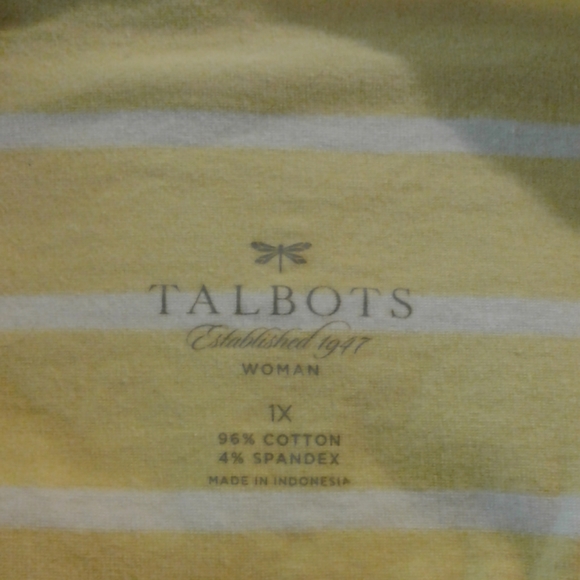 TALBOTS
Established 1947
WOMAN
1X
96% COTTON
4% SPANDEX
MADE IN INDONESIA